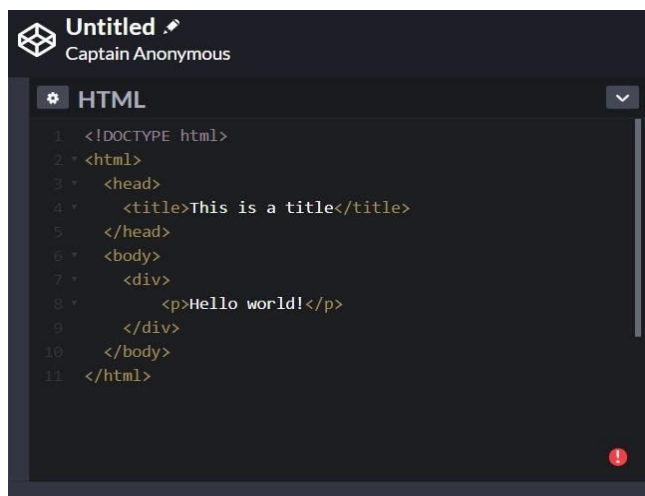 Untitled
Captain Anonymous
HTML
1 <!DOCTYPE html>
2 <html>
3 <head>
4 <title>This is a title</title>
5 </head>
6 <body>
7 <div>
8 <p>Hello world!</p>
9 </div>
10 </body>
11 </html>
!